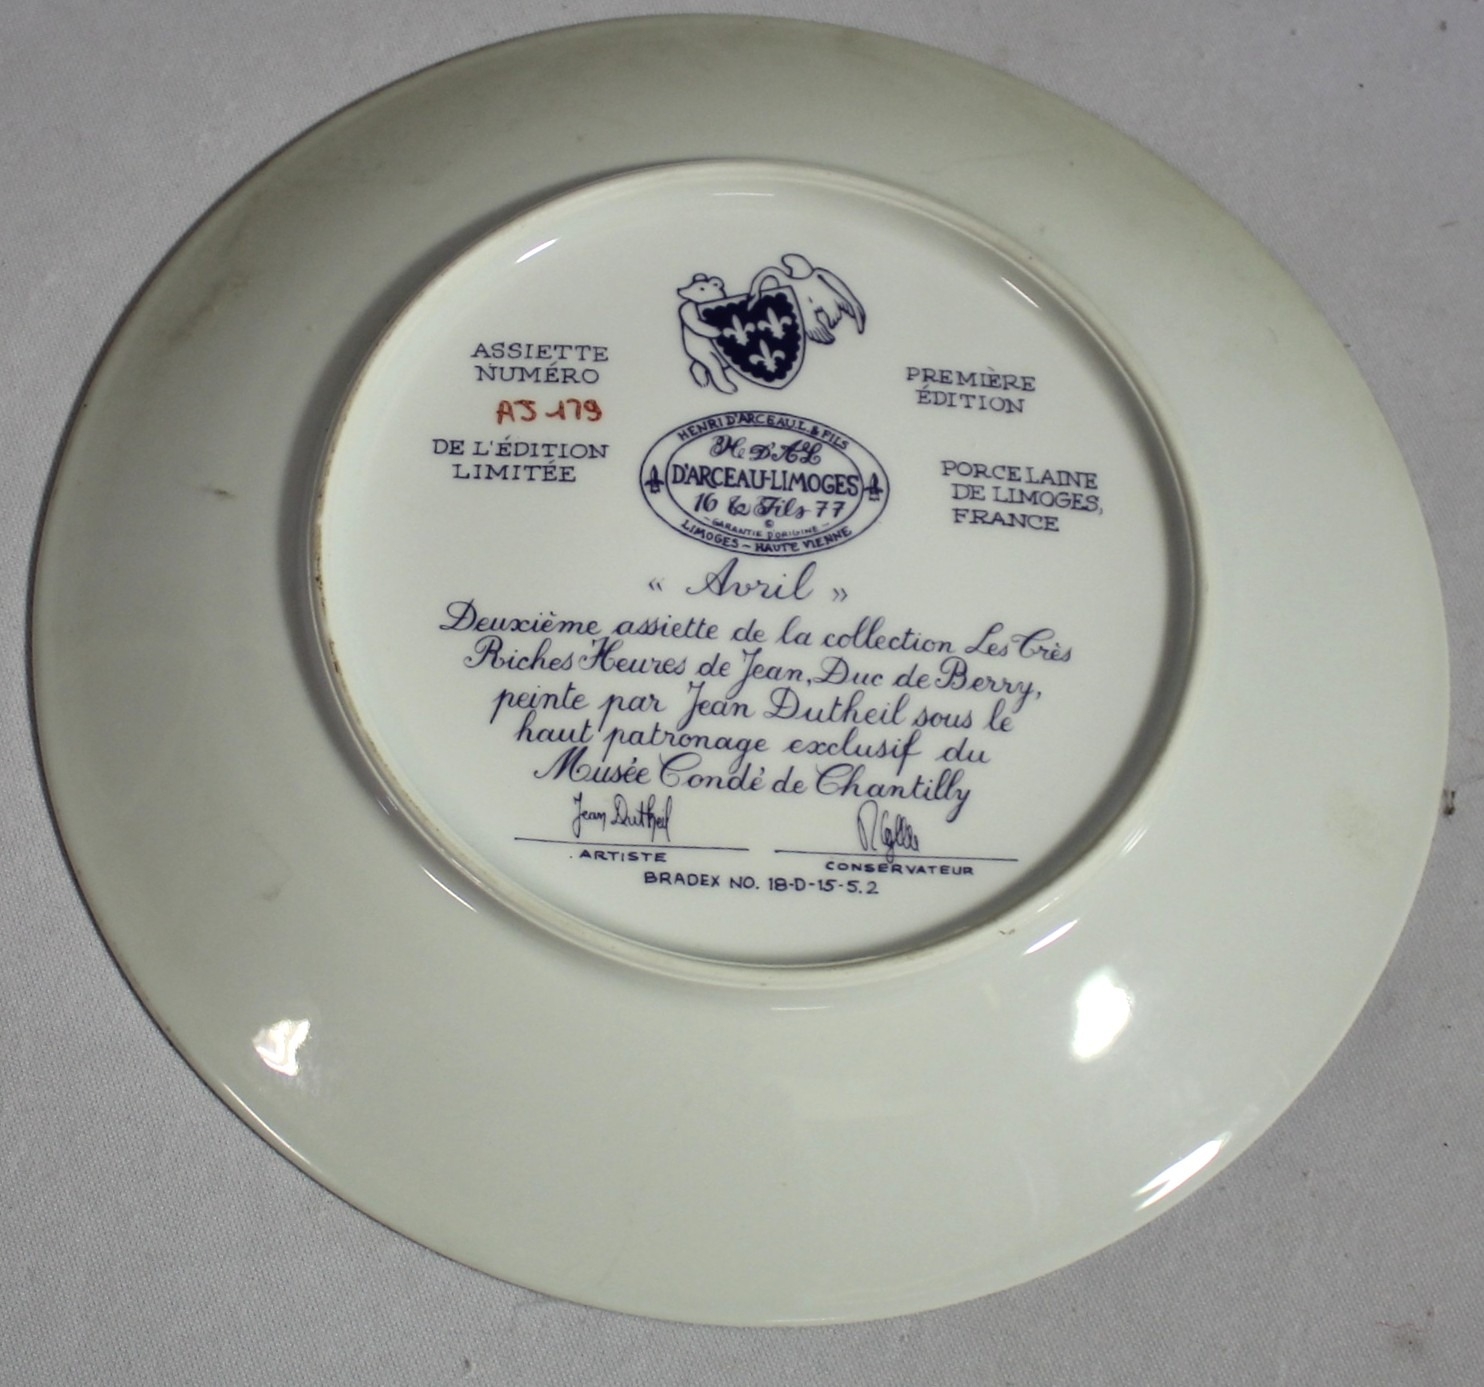 ASSIETTE
NUMÉRO
AJ 179
DE L'ÉDITION
LIMITÉE
PREMIÈRE
ÉDITION
PORCELAINE
DE LIMOGES,
FRANCE
HENRI D'ARCEAU L. & FILS
H. D'A & L
D'ARCEAU-LIMOGES
16 & Fils 77
©
- GARANTIE D'ORIGINE -
LIMOGES - HAUTE VIENNE
« Avril »
Deuxième assiette de la collection Les Très
Riches Heures de Jean, Duc de Berry,
peinte par Jean Dutheil sous le
haut patronage exclusif du
Musée Condé de Chantilly
Jean Dutheil
ARTISTE
CONSERVATEUR
BRADEX NO. 18-D-15-5.2